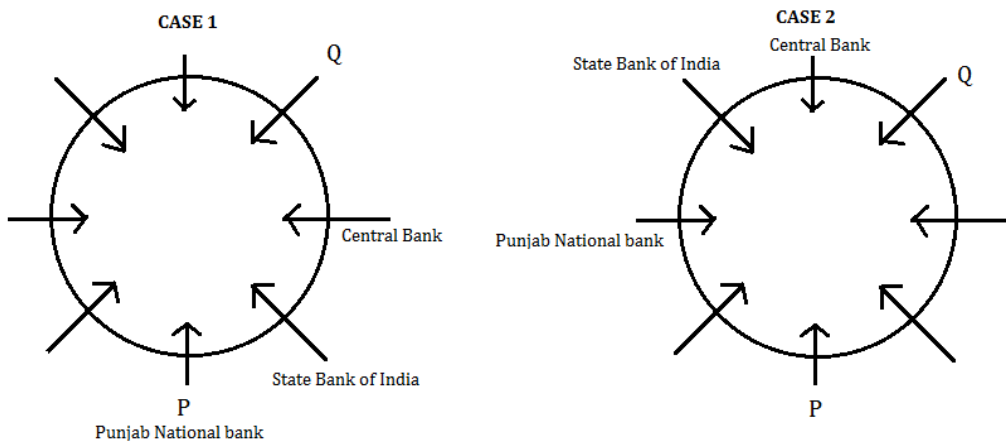 CASE 1
Q
Central Bank
State Bank of India
P
Punjab National bank
CASE 2
Central Bank
State Bank of India
Q
Punjab National bank
P